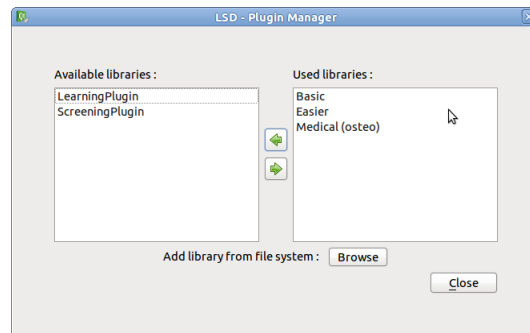 LSD - Plugin Manager
Available libraries :
LearningPlugin
ScreeningPlugin
Used libraries :
Basic
Easier
Medical (osteo)
Add library from file system : Browse
Close